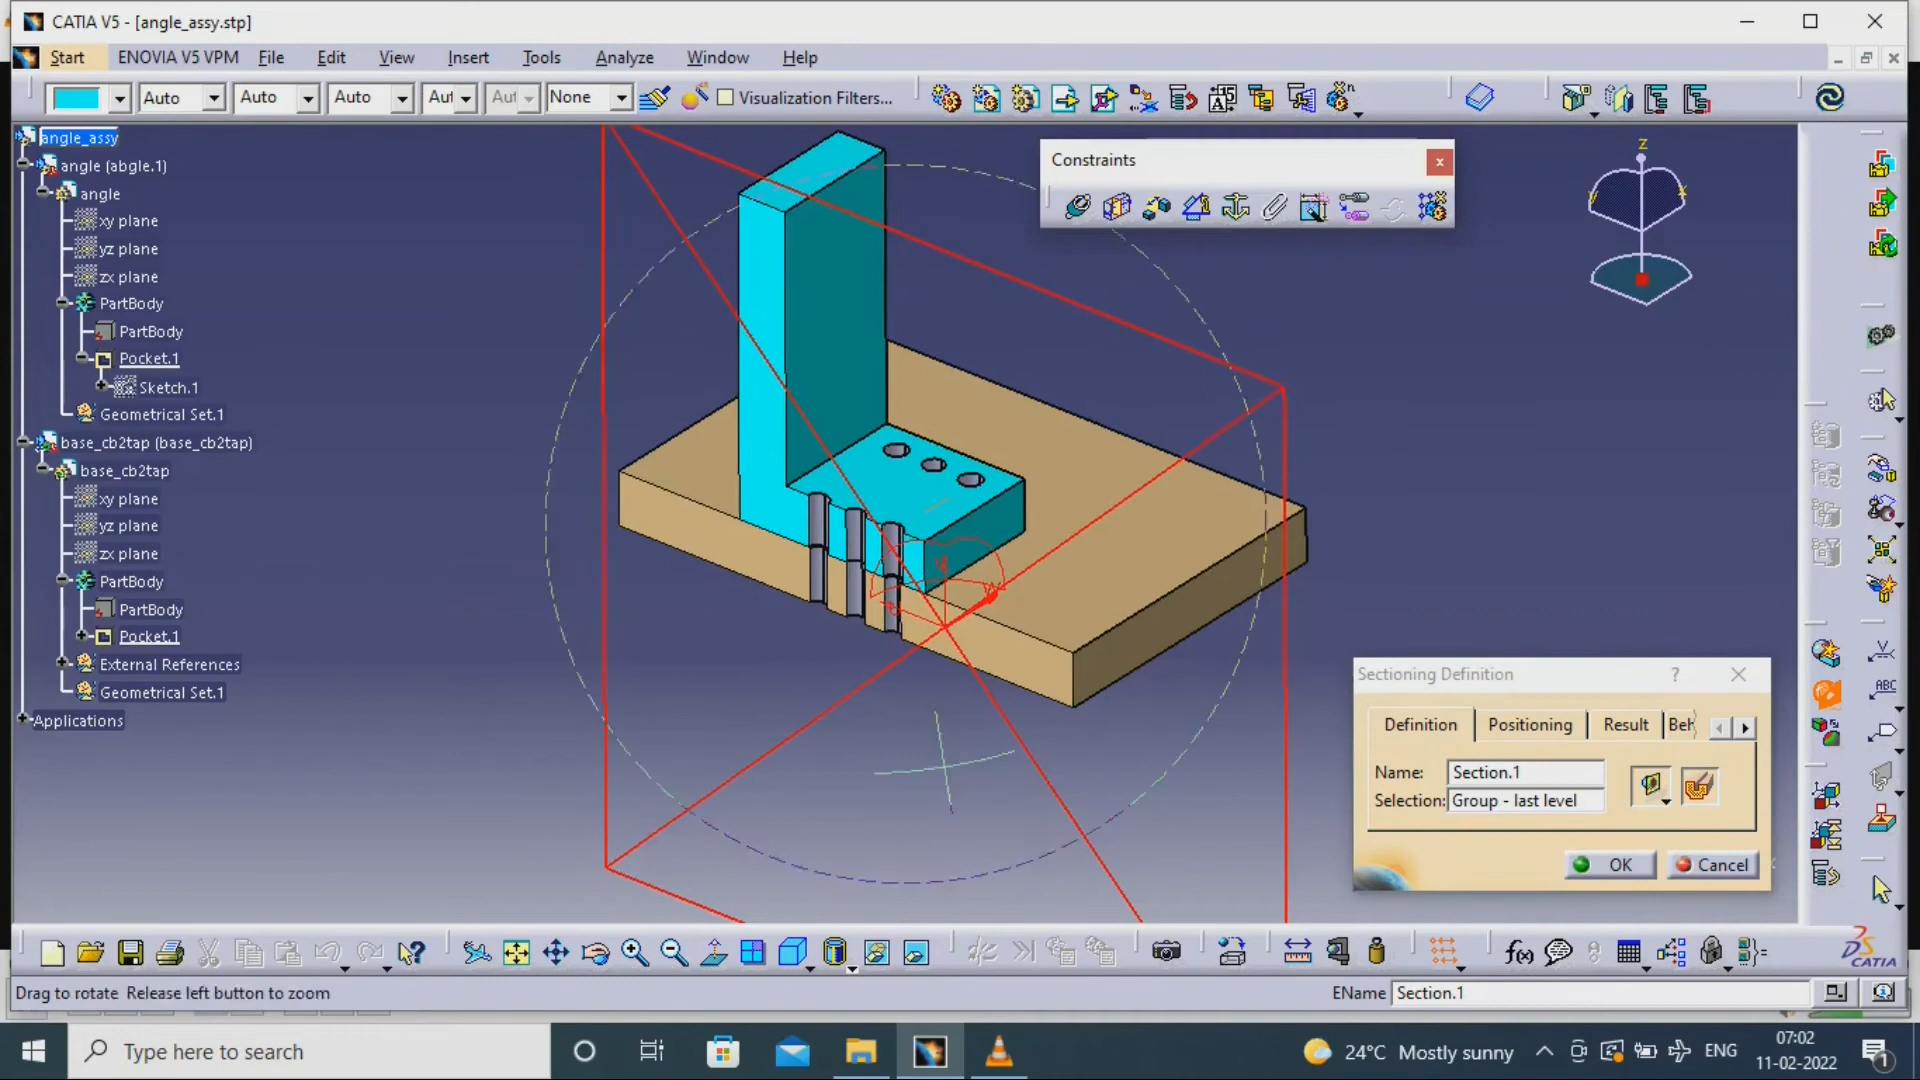 CATIA V5 - [angle_assy.stp]
Start ENOVIA V5 VPM File Edit View Insert Tools Analyze Window Help
Auto Auto Auto Aut Aut None Visualization Filters...
angle_assy
angle (abgle.1)
angle
xy plane
yz plane
zx plane
PartBody
PartBody
Pocket.1
Sketch.1
Geometrical Set.1
base_cb2tap (base_cb2tap)
base_cb2tap
xy plane
yz plane
zx plane
PartBody
PartBody
Pocket.1
External References
Geometrical Set.1
Applications
Constraints
z
Sectioning Definition
Definition Positioning Result Beh
Name: Section.1
Selection: Group - last level
OK Cancel
ABC
f(x)
CATIA
Drag to rotate Release left button to zoom
EName Section.1
Type here to search
24°C Mostly sunny
ENG
07:02
11-02-2022
1